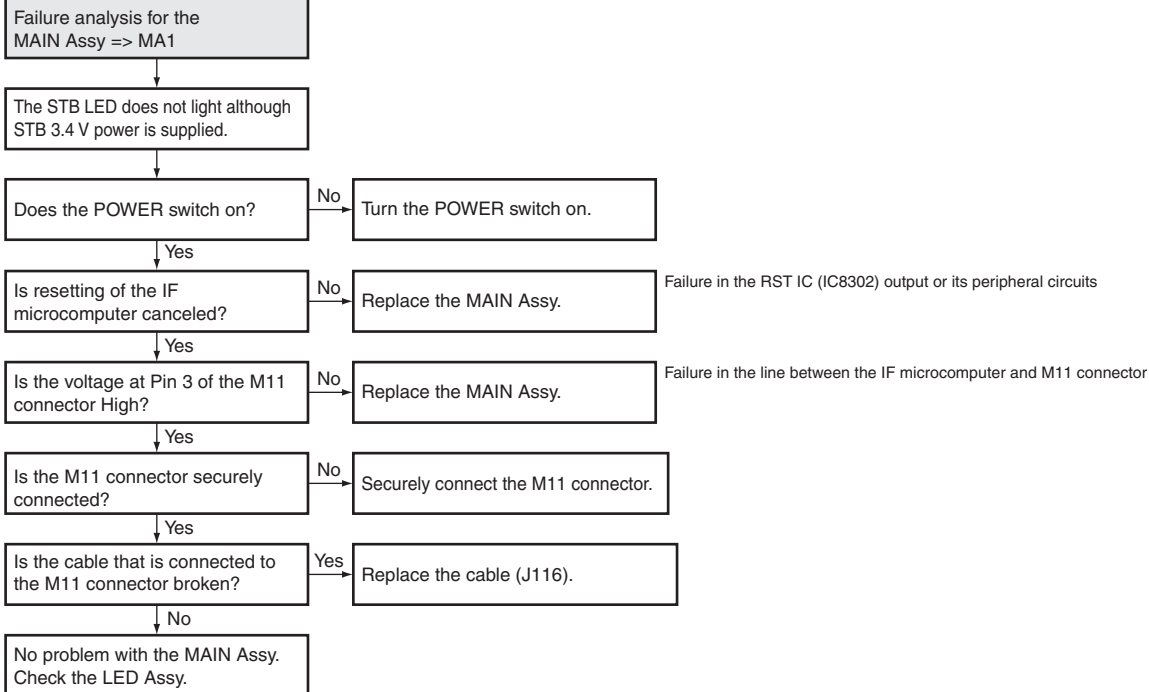 Failure analysis for the
MAIN Assy => MA1
The STB LED does not light although
STB 3.4 V power is supplied.
Does the POWER switch on?
No
Turn the POWER switch on.
Yes
Is resetting of the IF
microcomputer canceled?
No
Replace the MAIN Assy.
Failure in the RST IC (IC8302) output or its peripheral circuits
Yes
Is the voltage at Pin 3 of the M11
connector High?
No
Replace the MAIN Assy.
Failure in the line between the IF microcomputer and M11 connector
Yes
Is the M11 connector securely
connected?
No
Securely connect the M11 connector.
Yes
Is the cable that is connected to
the M11 connector broken?
Yes
Replace the cable (J116).
No
No problem with the MAIN Assy.
Check the LED Assy.